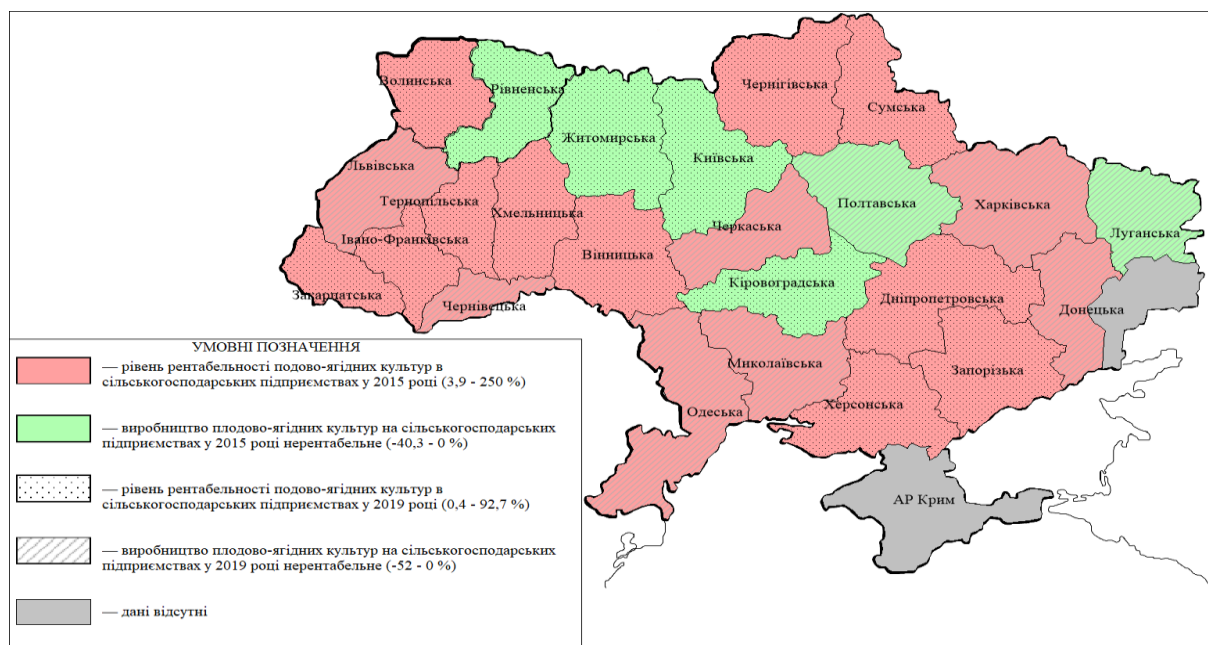 Волинська
Рівненська
Житомирська
Київська
Чернігівська
Сумська
Львівська
Тернопільська
Хмельницька
Івано-Франківська
Закарпатська
Чернівецька
Вінницька
Черкаська
Полтавська
Харківська
Луганська
Кіровоградська
Дніпропетровська
Донецька
Миколаївська
Запорізька
Одеська
Херсонська
АР Крим
УМОВНІ ПОЗНАЧЕННЯ
— рівень рентабельності подово-ягідних культур в
сільськогосподарських підприємствах у 2015 році (3,9 - 250 %)
— виробництво плодово-ягідних культур на сільськогосподарських
підприємствах у 2015 році нерентабельне (-40,3 - 0 %)
— рівень рентабельності подово-ягідних культур в
сільськогосподарських підприємствах у 2019 році (0,4 - 92,7 %)
— виробництво плодово-ягідних культур на сільськогосподарських
підприємствах у 2019 році нерентабельне (-52 - 0 %)
— дані відсутні